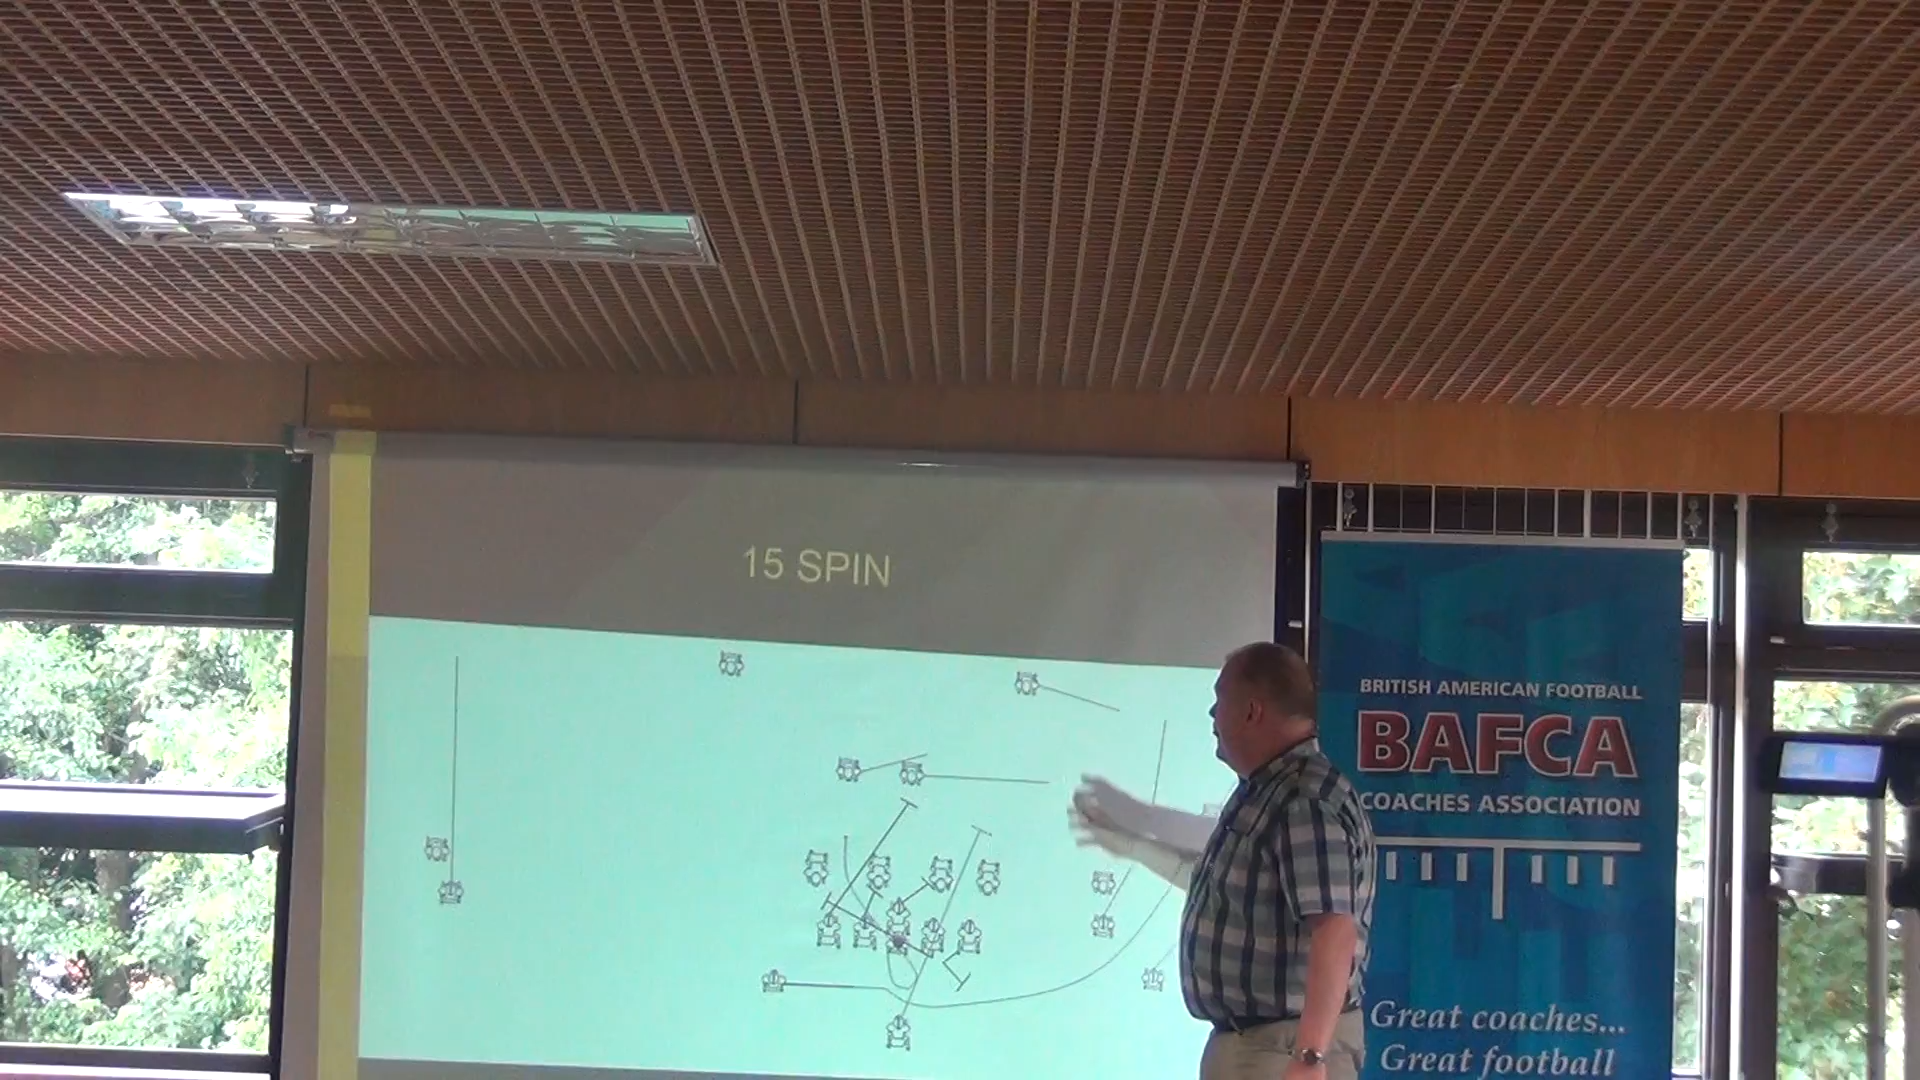 15 SPIN
BRITISH AMERICAN FOOTBALL
BAFCA
COACHES ASSOCIATION
Great coaches...
Great football